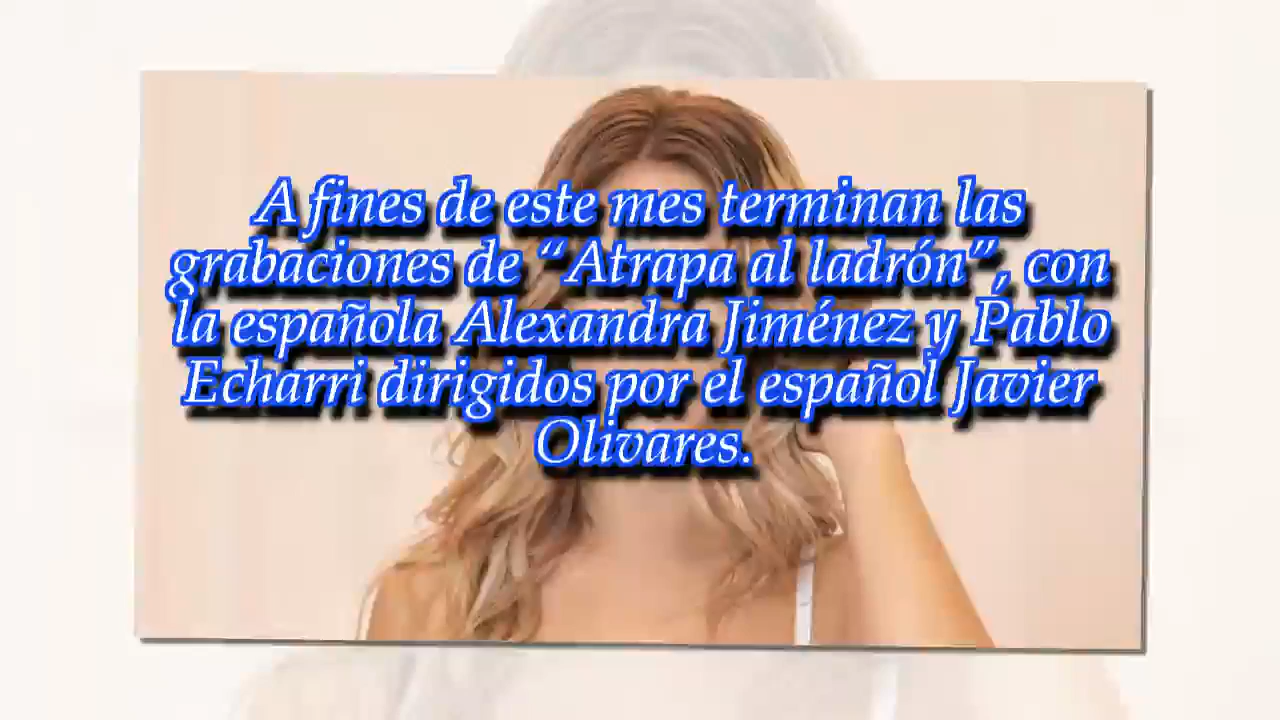 A fines de este mes terminan las
grabaciones de “Atrapa al ladrón”, con
la española Alexandra Jiménez y Pablo
Echarri dirigidos por el español Javier
Olivares.